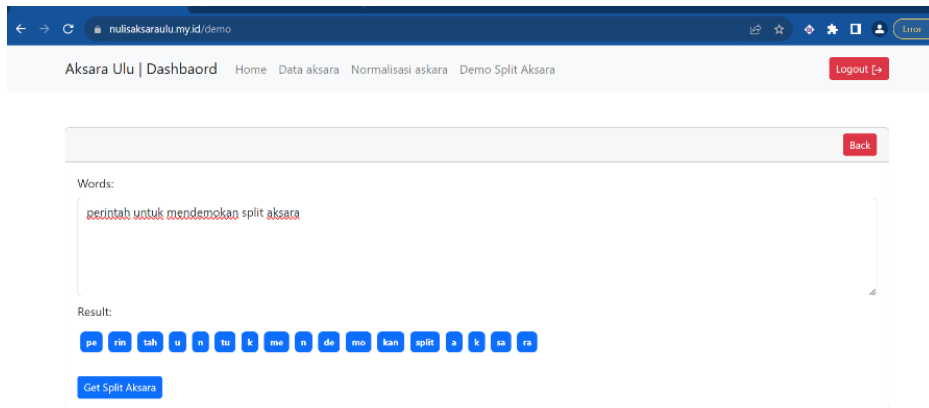 nulisaksaraulu.my.id/demo Error
Aksara Ulu | Dashbaord Home Data aksara Normalisasi askara Demo Split Aksara Logout
Back
Words:
perintah untuk mendemokan split aksara
Result:
pe rin tah u n tu k me n de mo kan split a k sa ra
Get Split Aksara